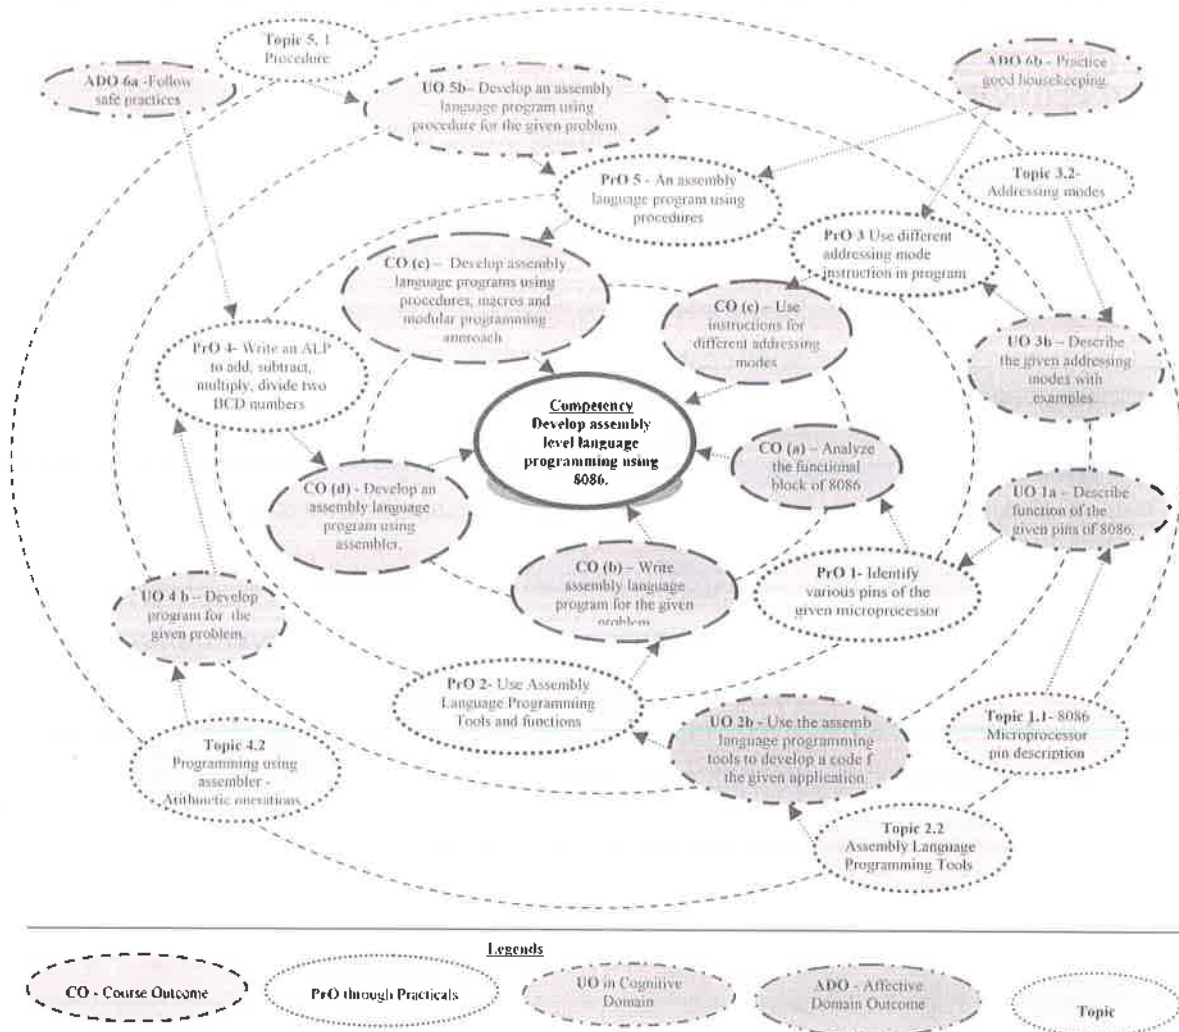 Topic 5. 1
Procedure
ADO 6a -Follow
safe practices
UO 5b– Develop an assembly
language program using
procedure for the given problem
ADO 6b - Practice
good housekeeping.
PrO 5 - An assembly
language program using
procedures
Topic 3.2-
Addressing modes
PrO 3 Use different
addressing mode
instruction in program
CO (e) – Develop assembly
language programs using
procedures, macros and
modular programming
approach
CO (c) – Use
instructions for
different addressing
modes
UO 3b – Describe
the given addressing
modes with
examples.
PrO 4- Write an ALP
to add, subtract,
multiply, divide two
BCD numbers
Competency
Develop assembly
level language
programming using
8086.
CO (a) – Analyze
the functional
block of 8086
CO (d) - Develop an
assembly language
program using
assembler.
UO 1a – Describe
function of the
given pins of 8086.
CO (b) – Write
assembly language
program for the given
problem
PrO 1- Identify
various pins of the
given microprocessor
UO 4 b – Develop
program for the
given problem.
PrO 2- Use Assembly
Language Programming
Tools and functions
UO 2b - Use the assemb
language programming
tools to develop a code f
the given application
Topic 1.1- 8086
Microprocessor
pin description
Topic 4.2
Programming using
assembler -
Arithmetic operations
Topic 2.2
Assembly Language
Programming Tools
Legends
CO - Course Outcome
PrO through Practicals
UO in Cognitive
Domain
ADO - Affective
Domain Outcome
Topic